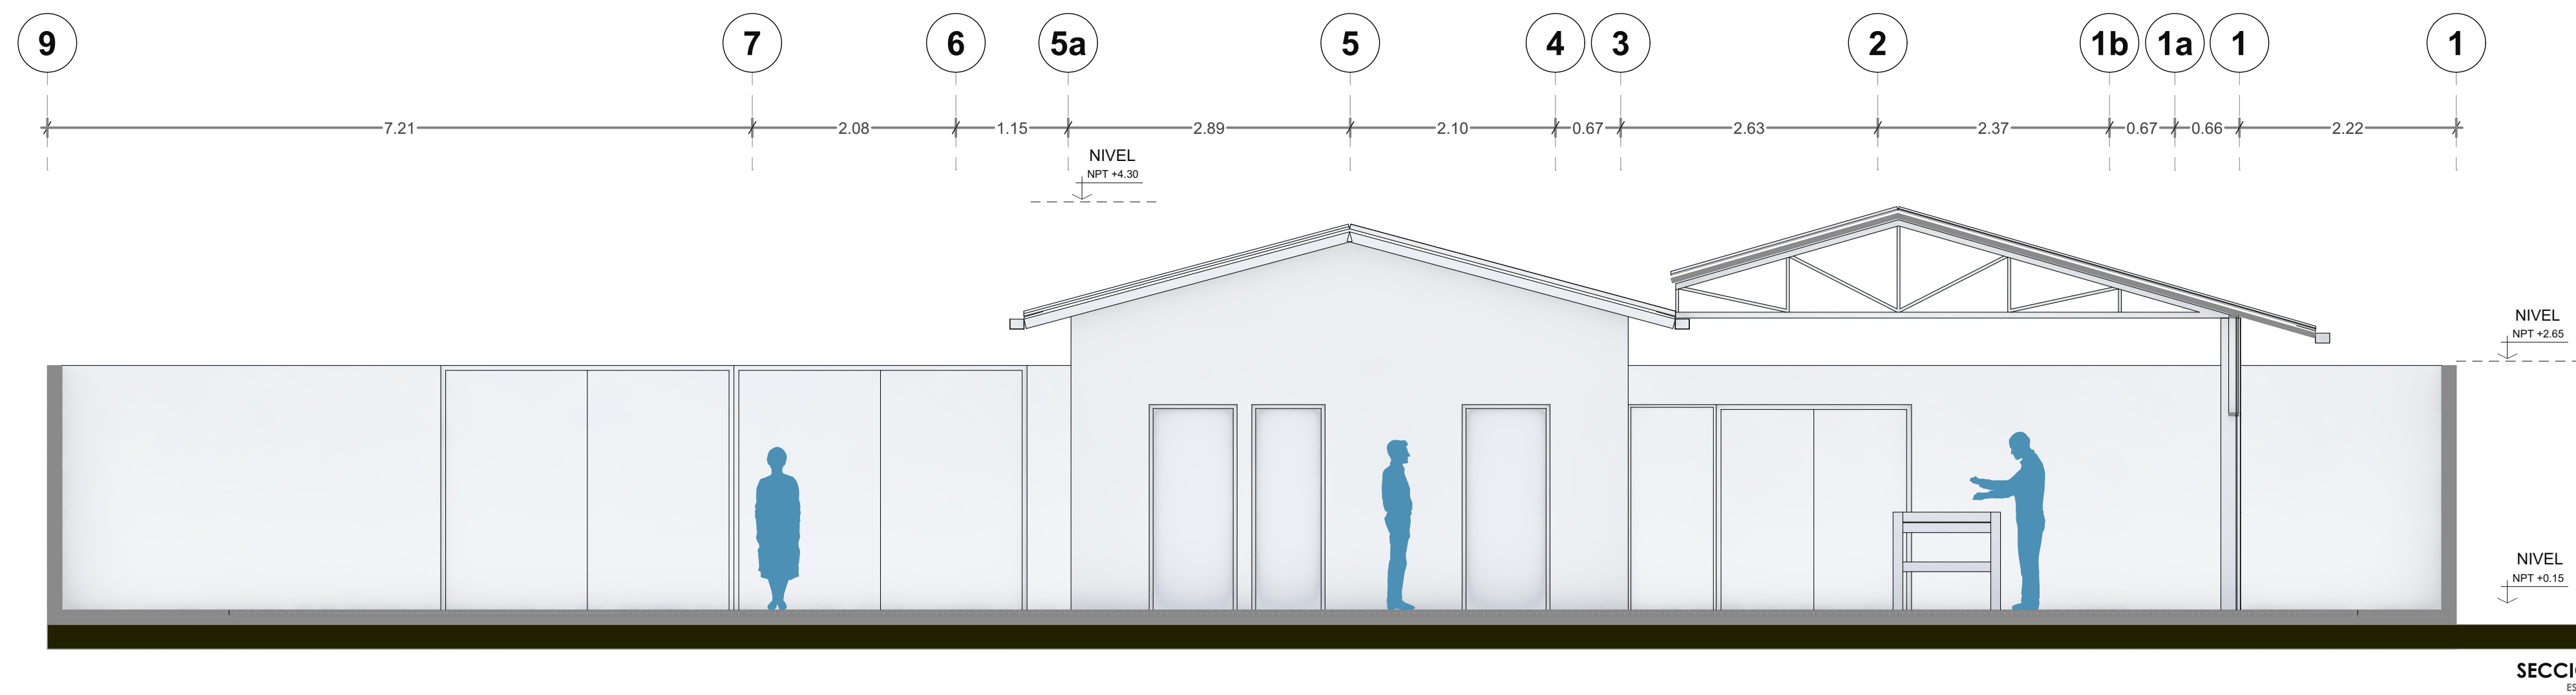 9 7 6 5a 5 4 3 2 1b 1a 1 1
7.21 2.08 1.15 2.89 2.10 0.67 2.63 2.37 0.67 0.66 2.22
NIVEL
NPT +4.30
NIVEL
NPT +2.65
NIVEL
NPT +0.15